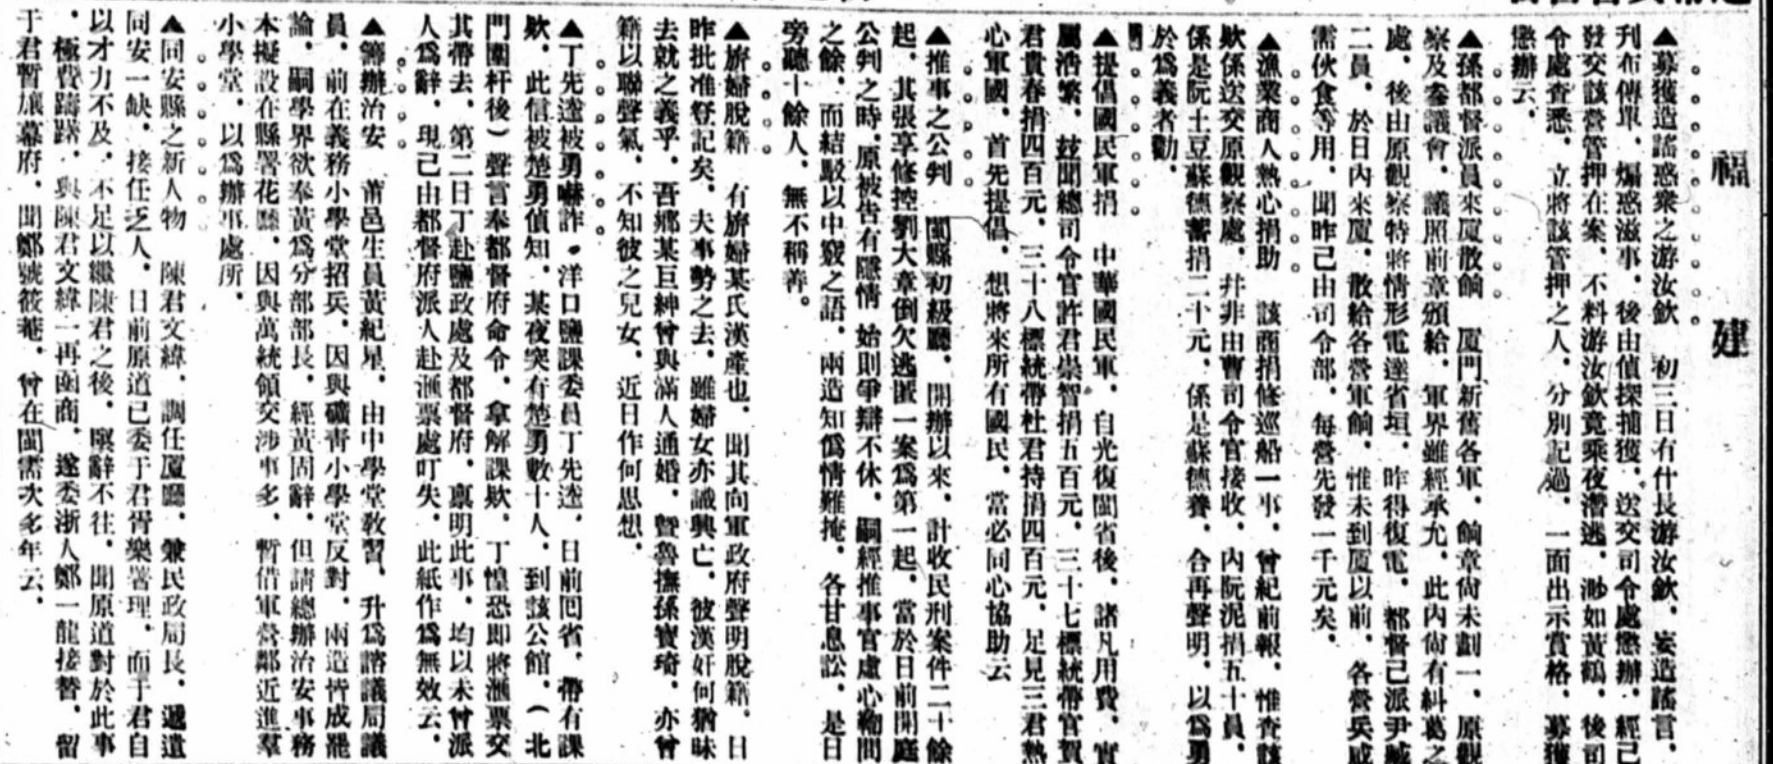 福建
▲募獲造謠惑衆之游汝欽　初三日有什長游汝欽、妄造謠言、
刊布傳單、煽惑滋事、後由偵探捕獲、送交司令處懲辦、經已
發交該營管押在案、不料游汝欽竟乘夜潛逃、渺如黃鶴、後司
令處查悉、立將該管押之人、分別記過、一面出示賞格、募獲
懲辦云、
▲孫都督派員來厦散餉　厦門新舊各軍、餉章尙未劃一、原觀
察及參議會、議照前章頒給、軍界雖經承允、此內尙有糾葛之
處、後由原觀察特將情形電達省垣、昨得復電、都督已派尹
二員、於日內來厦、散給各營軍餉、惟未到厦以前、各營兵
需伙食等用、聞昨已由司令部、每營先發一千元矣、
▲漁業商人熱心捐助　該商捐修巡船一事、曾紀前報、惟查該
欵係送交原觀察處、幷非由曹司令官接收、內阮泥捐五十員、
係是阮土豆蘇德蓄捐二十元、係是蘇德養、合再聲明、以爲勇
於爲義者勸、
▲提倡國民軍捐　中華國民軍、自光復閩省後、諸凡用費、實
屬浩繁、玆聞總司令官許君崇智捐五百元、三十七標統帶官賀
君貴春捐四百元、三十八標統帶杜君持捐四百元、足見三君熱
心軍國、首先提倡、想將來所有國民、當必同心協助云
▲推事之公判　閩縣初級廳、開辦以來、計收民刑案件二十餘
起、其張享修控劉大章倒欠逃匿一案爲第一起、當於日前開庭
公判之時、原被告有隱情、始則爭辯不休、嗣經推事官虛心鞫問
之餘、而結駁以中竅之語、兩造知僞情難掩、各甘息訟、是日
旁聽十餘人、無不稱善。
▲旂婦脫籍　有旂婦某氏漢產也、聞其向軍政府聲明脫籍、日
昨批准登記矣、夫事勢之去、雖婦女亦識興亡、彼漢奸何猶昧
去就之義乎、吾鄉某巨紳曾與滿人通婚、曁魯撫孫寶琦、亦曾
籍以聯聲氣、不知彼之兒女、近日作何思想、
▲丁先逵被勇嚇詐　洋口鹽課委員丁先逵、日前回省、帶有課
欵、此信被楚勇偵知、某夜突有楚勇數十人、到該公館、（北
門圍杆後）聲言奉都督府命令、拿解課欵、丁惶恐即將滙票交
其帶去、第二日丁赴鹽政處及都督府、禀明此事、均以未曾派
人爲辭、現已由都督府派人赴滙票處叮失、此紙作爲無效云、
▲籌辦治安　莆邑生員黃紀星、由中學堂敎習、升爲諮議局議
員、前在義務小學堂招兵、因與礪靑小學堂反對、兩造皆成罷
論、嗣學界欲奉黃爲分部部長、經黃固辭、但請總辦治安事務
本擬設在縣署花廳、因與萬統領交涉事多、暫借軍營鄰近進羣
小學堂、以爲辦事處所、
▲同安縣之新人物　陳君文緯、調任厦廳、兼民政局長、遞遺
同安一缺、接任乏人、日前原道已委于君胥樂署理、而于君自
以才力不及、不足以繼陳君之後、稟辭不往、聞原道對於此事
、極費躊躇、與陳君文緯一再函商、遂委浙人鄭一龍接替、留
于君暫旅幕府、聞鄭號筱菴、曾在閩需次多年云、